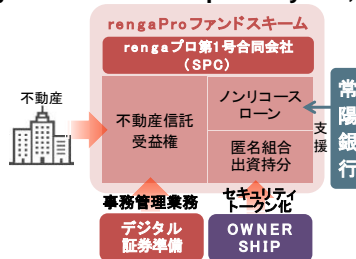 rengaProファンドスキーム
rengaプロ第1号合同会社
(SPC)
不動産
不動産信託
受益権
ノンリコース
ローン
匿名組合
出資持分
支援
常陽銀行
事務管理業務
セキュリティ
トークン化
デジタル
証券準備
OWNER
SHIP